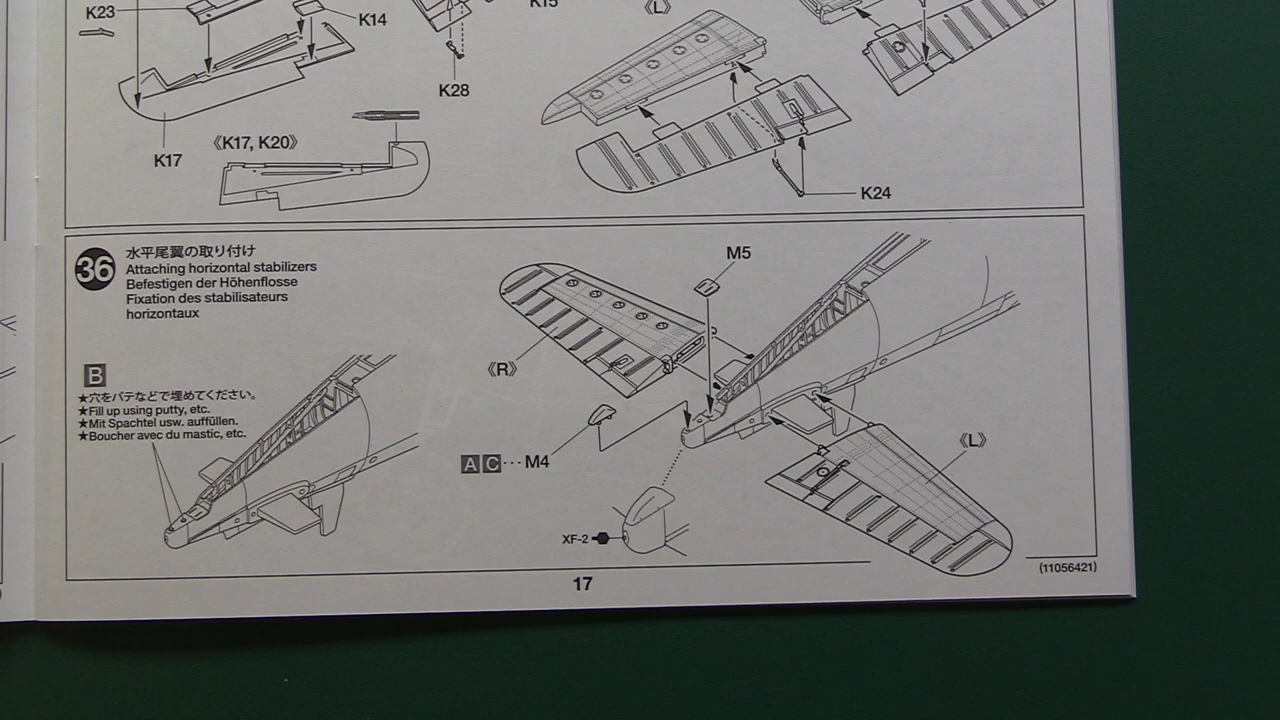 K23
K14
K15
K28
K17
《K17, K20》
《L》
K24
36
水平尾翼の取り付け
Attaching horizontal stabilizers
Befestigen der Höhenflosse
Fixation des stabilisateurs
horizontaux
B
★穴をパテなどで埋めてください。
★Fill up using putty, etc.
★Mit Spachtel usw. auffüllen.
★Boucher avec du mastic, etc.
M5
《R》
A C ··· M4
《L》
XF-2
17
(11056421)